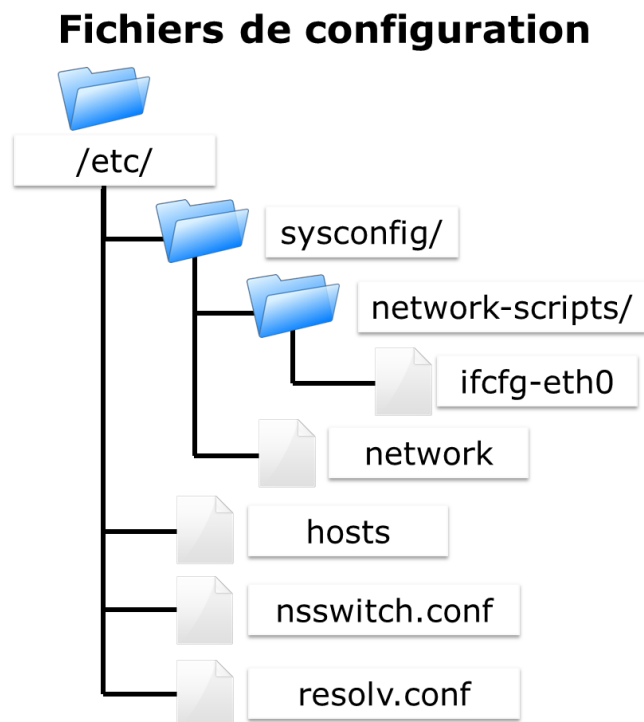 Fichiers de configuration
/etc/
sysconfig/
network-scripts/
ifcfg-eth0
network
hosts
nsswitch.conf
resolv.conf